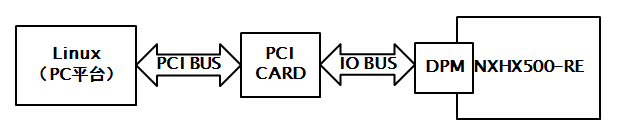 Linux
（PC平台）
PCI BUS
PCI
CARD
IO BUS
DPM
NXHX500-RE